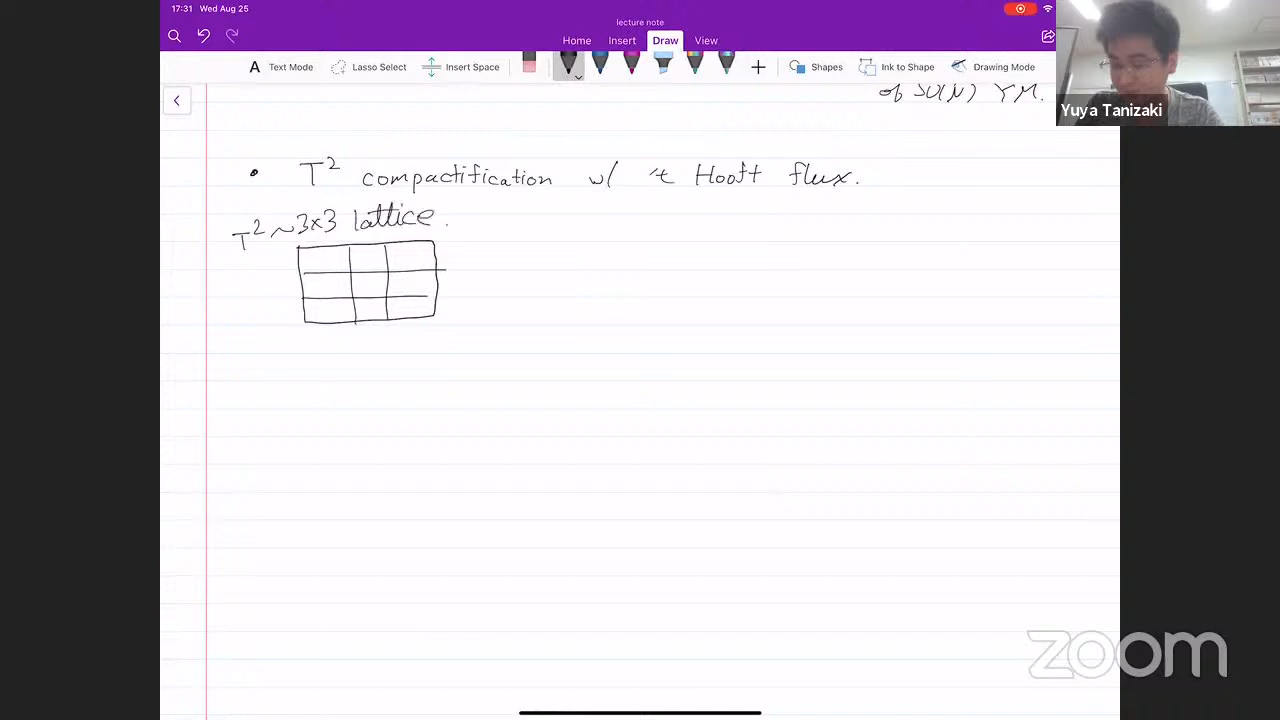 17:31 Wed Aug 25
lecture note
Home Insert Draw View
Text Mode Lasso Select Insert Space Shapes Ink to Shape Drawing Mode
of SU(N) YM.
Yuya Tanizaki
• T² compactification w/ 't Hooft flux.
T² ~ 3×3 lattice.
zoom